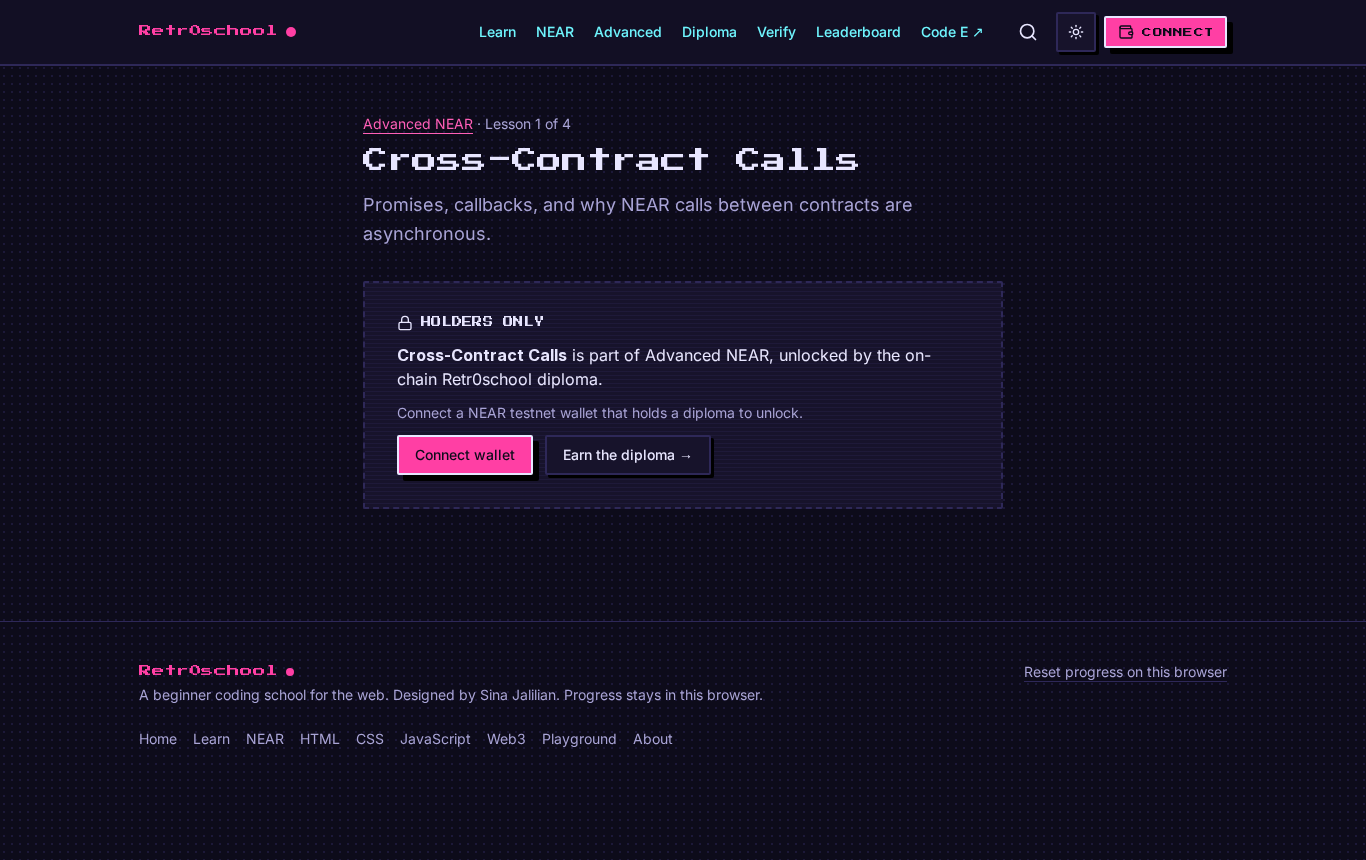 Retr0school
Learn NEAR Advanced Diploma Verify Leaderboard Code E ↗ CONNECT
Advanced NEAR · Lesson 1 of 4
Cross-Contract Calls
Promises, callbacks, and why NEAR calls between contracts are
asynchronous.
HOLDERS ONLY
Cross-Contract Calls is part of Advanced NEAR, unlocked by the on-
chain Retr0school diploma.
Connect a NEAR testnet wallet that holds a diploma to unlock.
Connect wallet Earn the diploma →
Retr0school
Reset progress on this browser
A beginner coding school for the web. Designed by Sina Jalilian. Progress stays in this browser.
Home Learn NEAR HTML CSS JavaScript Web3 Playground About